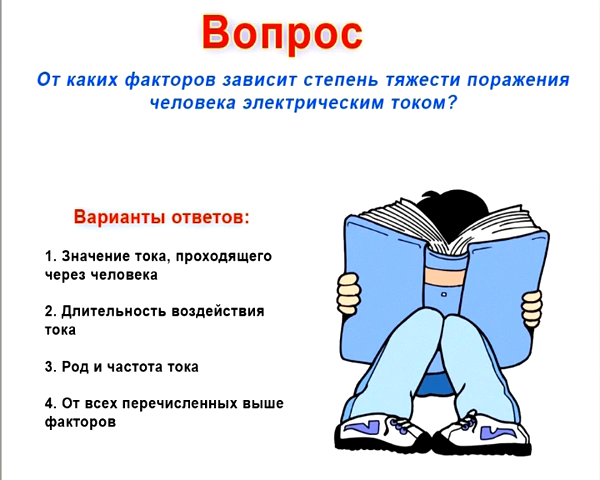 Вопрос
От каких факторов зависит степень тяжести поражения
человека электрическим током?
Варианты ответов:
1. Значение тока, проходящего
через человека
2. Длительность воздействия
тока
3. Род и частота тока
4. От всех перечисленных выше
факторов